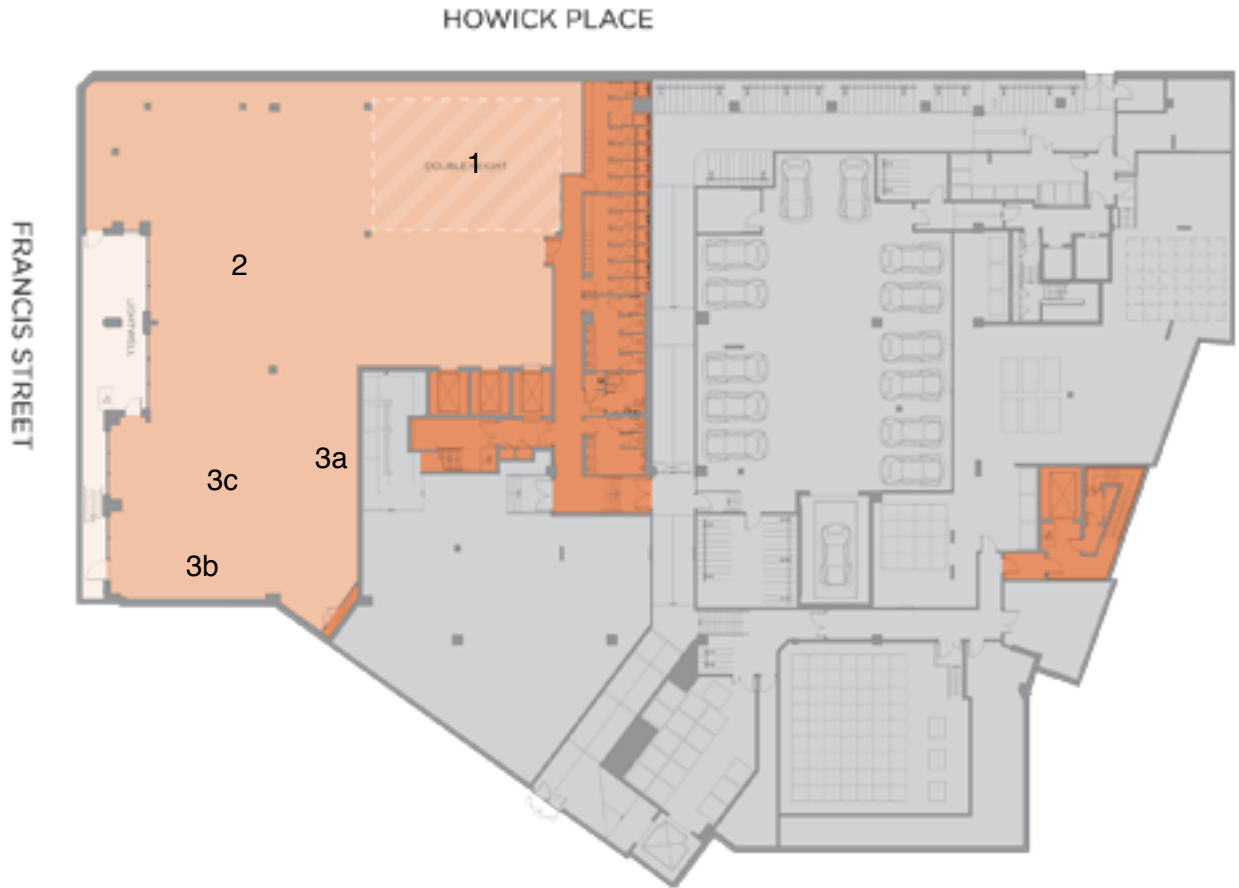 HOWICK PLACE
1
DOUBLE HEIGHT
2
LIGHTWELL
FRANCIS STREET
3a
3c
3b